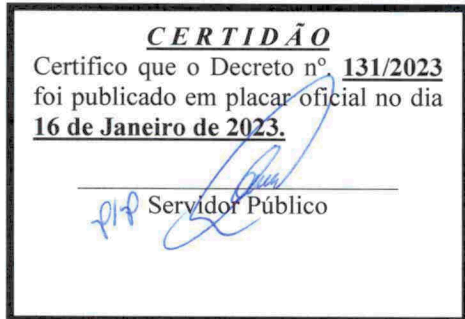 CERTIDÃO
Certifico que o Decreto nº. 131/2023
foi publicado em placar oficial no dia
16 de Janeiro de 2023.
p/p Servidor Público